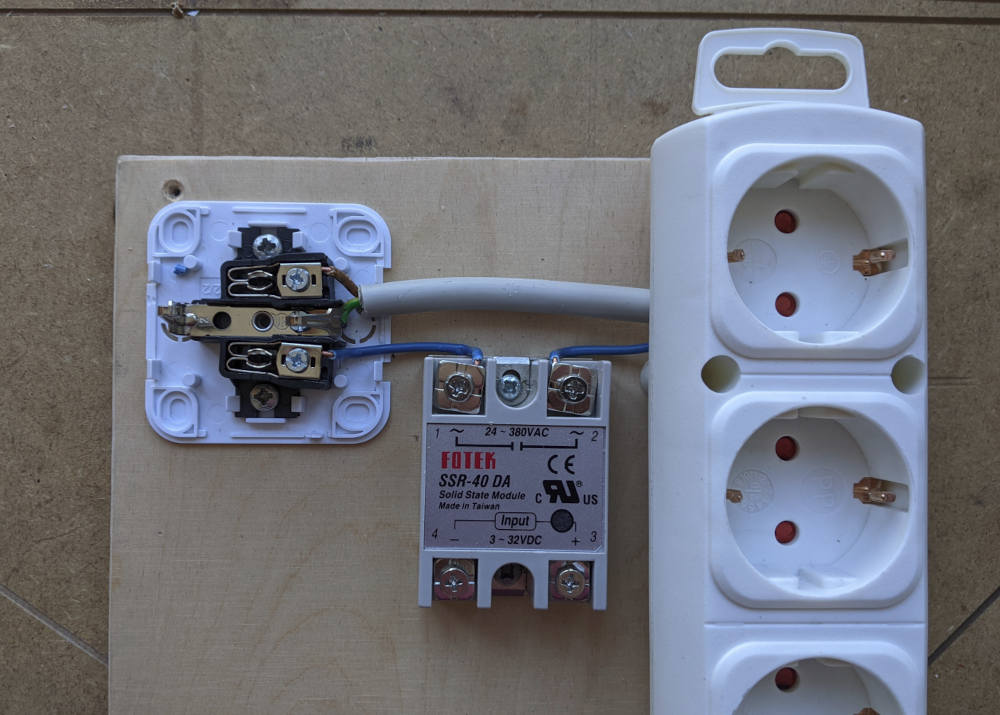 24 ~ 380VAC
1 ~ ~ 2
FOTEK
CE
SSR-40 DA
Solid State Module
Made in Taiwan
C RU ® US
Input
4 − + 3
3 ~ 32VDC